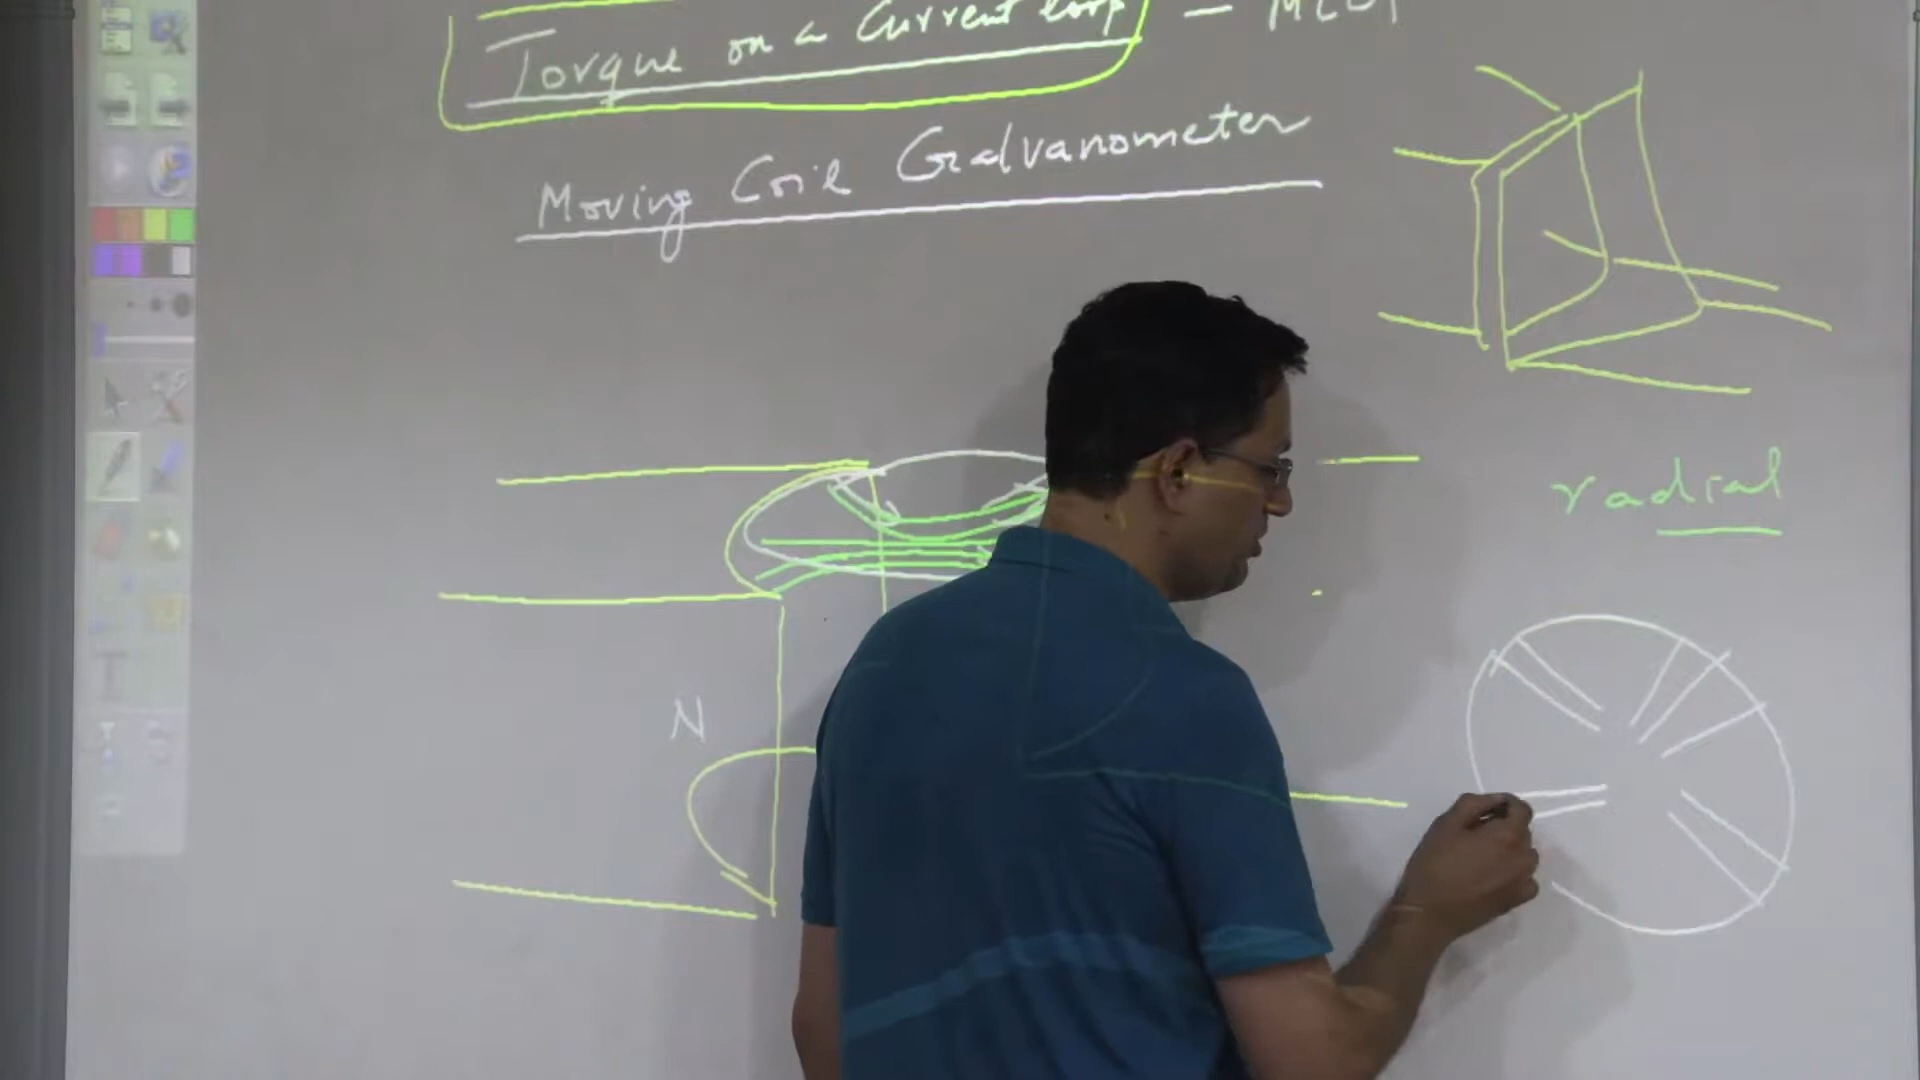 Torque on a Current loop
Moving Coil Galvanometer
radial
N